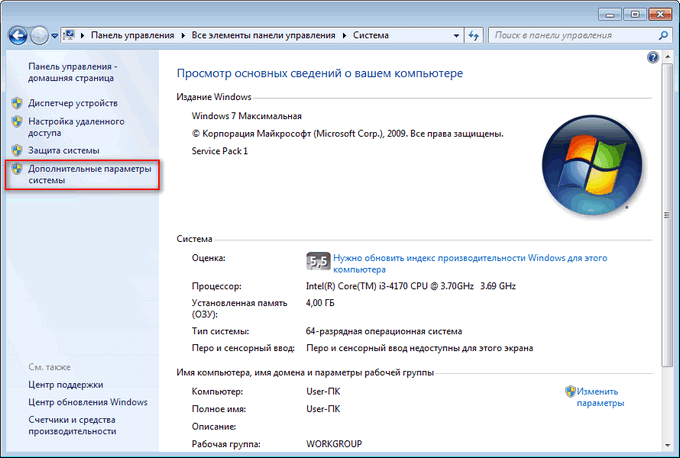 Панель управления ▸ Все элементы панели управления ▸ Система
Поиск в панели управления
Панель управления -
домашняя страница
Диспетчер устройств
Настройка удаленного
доступа
Защита системы
Дополнительные параметры
системы
См. также
Центр поддержки
Центр обновления Windows
Счетчики и средства
производительности
Просмотр основных сведений о вашем компьютере
Издание Windows
Windows 7 Максимальная
© Корпорация Майкрософт (Microsoft Corp.), 2009. Все права защищены.
Service Pack 1
Система
Оценка: 5,5 Нужно обновить индекс производительности Windows для этого
компьютера
Процессор: Intel(R) Core(TM) i3-4170 CPU @ 3.70GHz 3.69 GHz
Установленная память
(ОЗУ): 4,00 ГБ
Тип системы: 64-разрядная операционная система
Перо и сенсорный ввод: Перо и сенсорный ввод недоступны для этого экрана
Имя компьютера, имя домена и параметры рабочей группы
Компьютер: User-ПК Изменить
параметры
Полное имя: User-ПК
Описание:
Рабочая группа: WORKGROUP